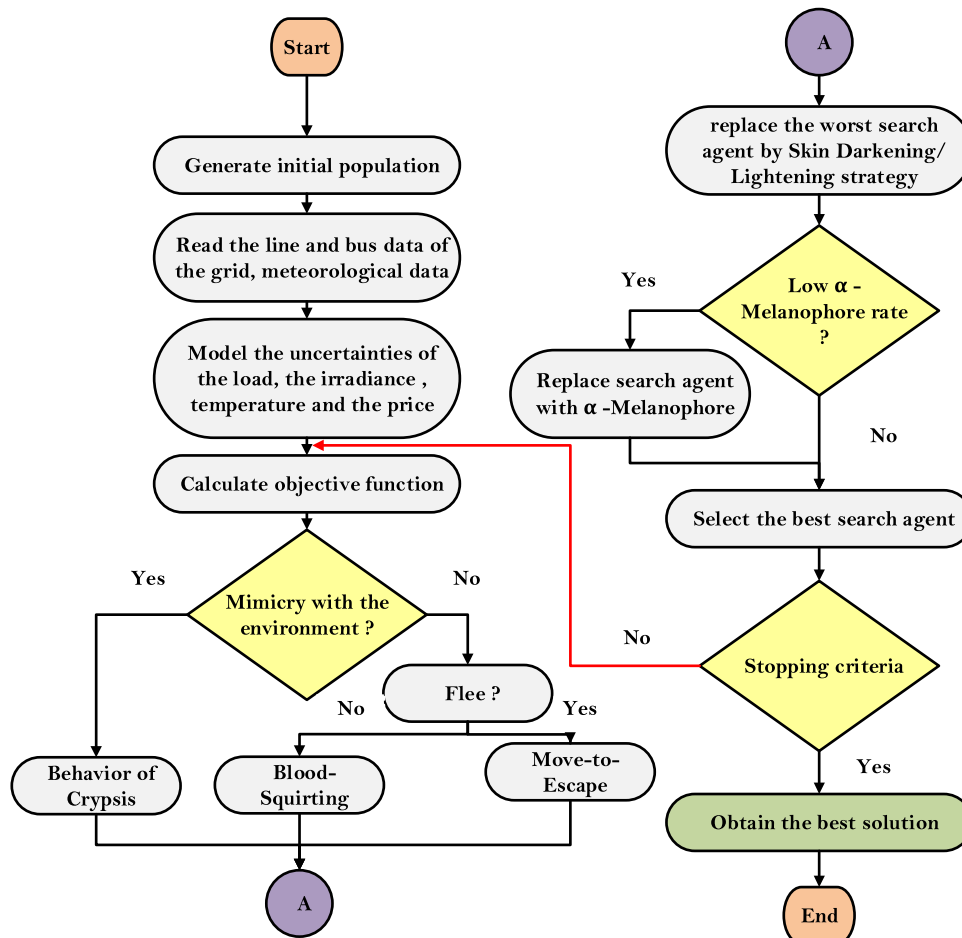 Start
Generate initial population
Read the line and bus data of
the grid, meteorological data
Model the uncertainties of
the load, the irradiance ,
temperature and the price
Calculate objective function
Mimicry with the
environment ?
Yes
No
Flee ?
No
Yes
Behavior of
Crypsis
Blood-
Squirting
Move-to-
Escape
A
A
replace the worst search
agent by Skin Darkening/
Lightening strategy
Low α -
Melanophore rate
?
Yes
No
Replace search agent
with α -Melanophore
Select the best search agent
Stopping criteria
No
Yes
Obtain the best solution
End